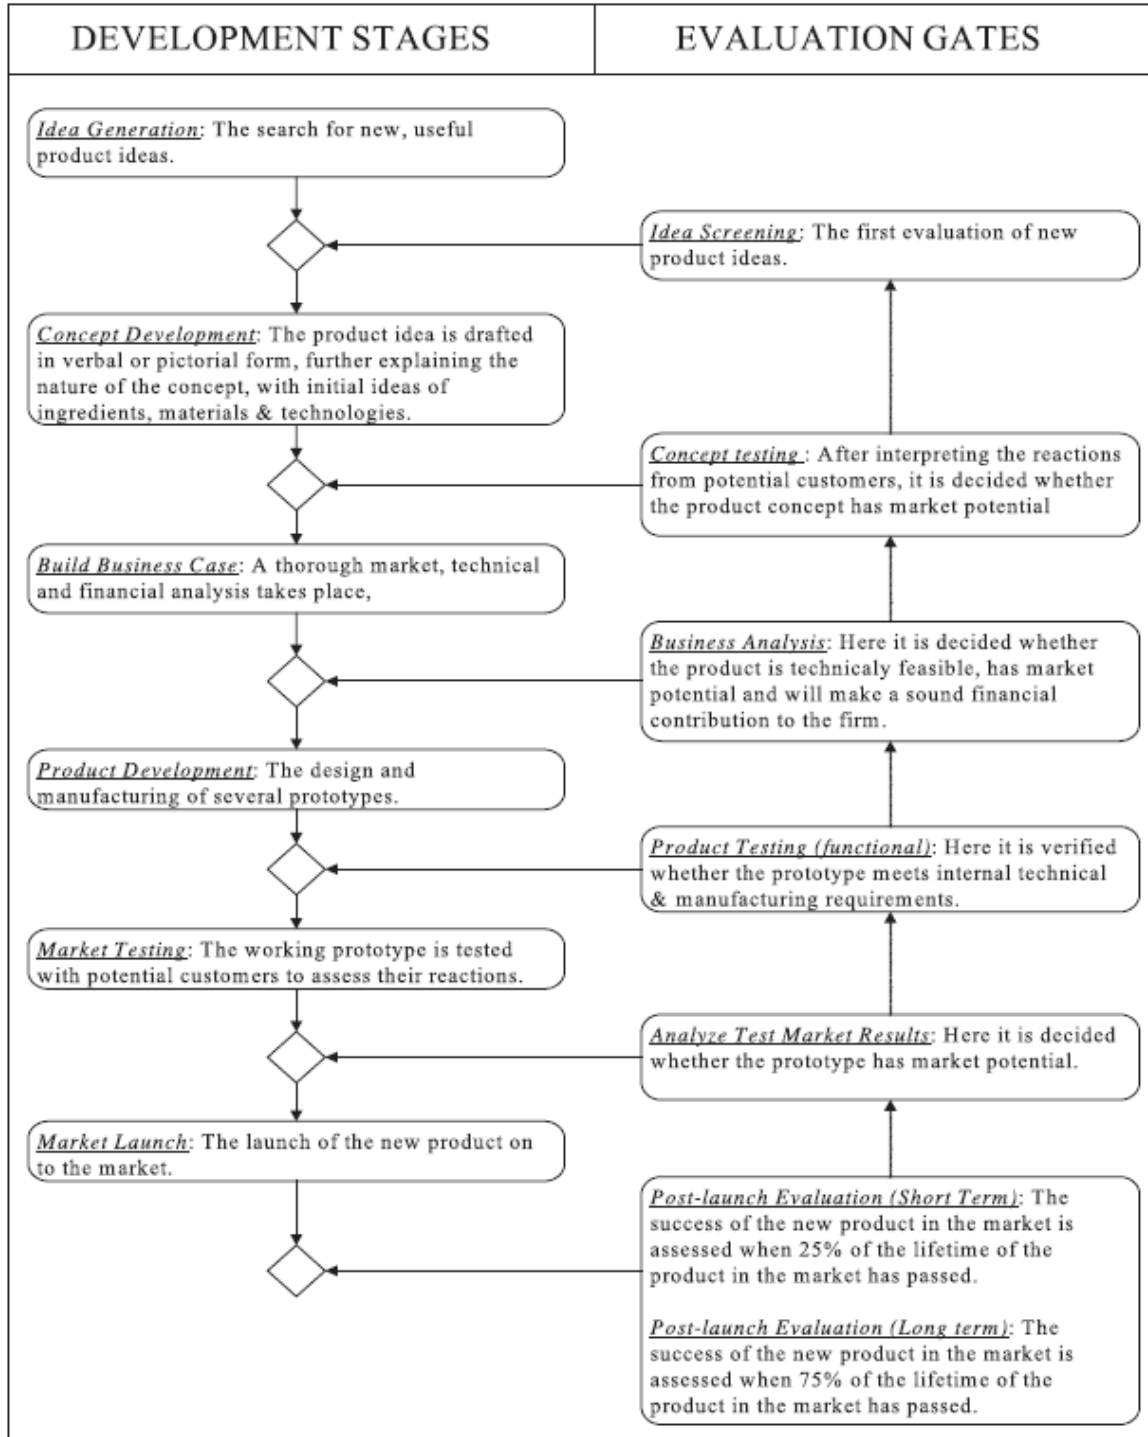 DEVELOPMENT STAGES
EVALUATION GATES
Idea Generation: The search for new, useful
product ideas.
Idea Screening: The first evaluation of new
product ideas.
Concept Development: The product idea is drafted
in verbal or pictorial form, further explaining the
nature of the concept, with initial ideas of
ingredients, materials & technologies.
Concept testing : After interpreting the reactions
from potential customers, it is decided whether
the product concept has market potential
Build Business Case: A thorough market, technical
and financial analysis takes place,
Business Analysis: Here it is decided whether
the product is technicaly feasible, has market
potential and will make a sound financial
contribution to the firm.
Product Development: The design and
manufacturing of several prototypes.
Product Testing (functional): Here it is verified
whether the prototype meets internal technical
& manufacturing requirements.
Market Testing: The working prototype is tested
with potential customers to assess their reactions.
Analyze Test Market Results: Here it is decided
whether the prototype has market potential.
Market Launch: The launch of the new product on
to the market.
Post-launch Evaluation (Short Term): The
success of the new product in the market is
assessed when 25% of the lifetime of the
product in the market has passed.
Post-launch Evaluation (Long term): The
success of the new product in the market is
assessed when 75% of the lifetime of the
product in the market has passed.